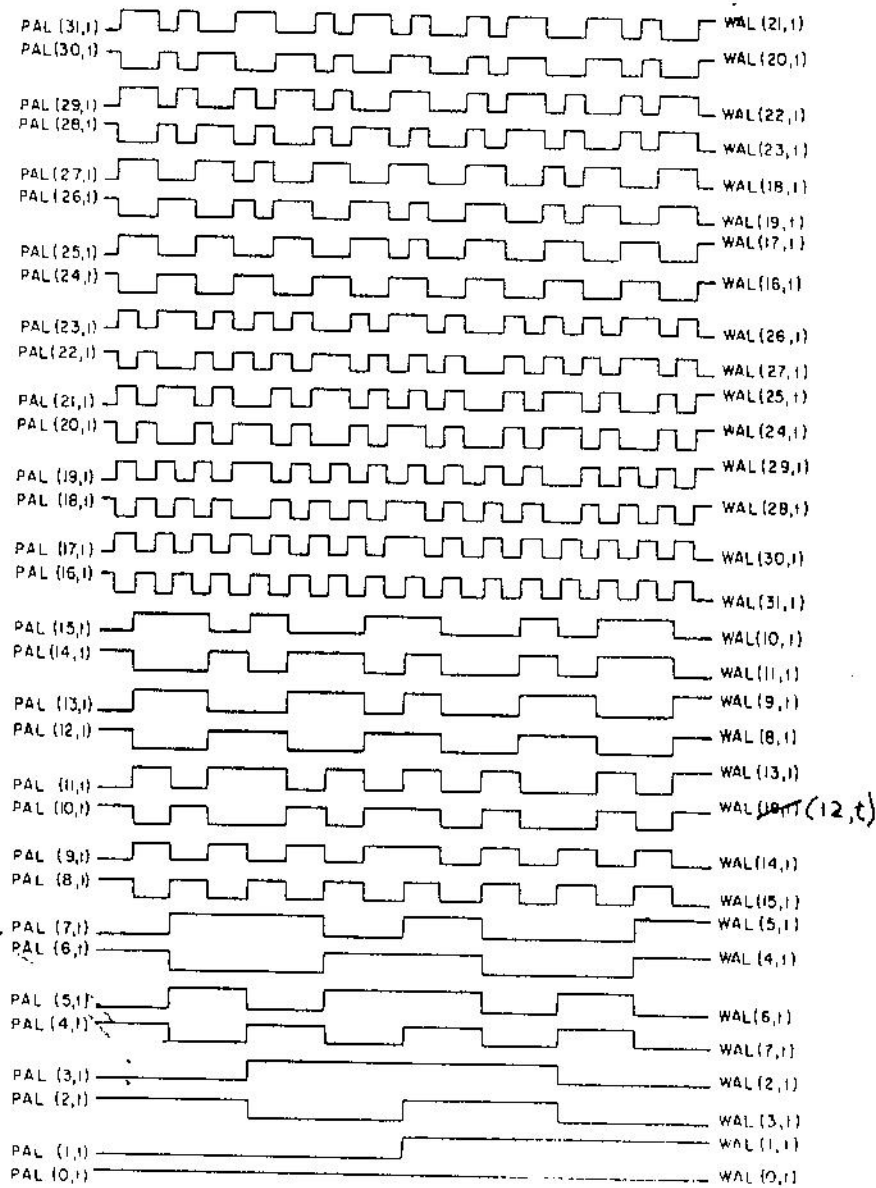 PAL (31,t) WAL (21,t)
PAL (30,t) WAL (20,t)
PAL (29,t) WAL (22,t)
PAL (28,t) WAL (23,t)
PAL (27,t) WAL (18,t)
PAL (26,t) WAL (19,t)
PAL (25,t) WAL (17,t)
PAL (24,t) WAL (16,t)
PAL (23,t) WAL (26,t)
PAL (22,t) WAL (27,t)
PAL (21,t) WAL (25,t)
PAL (20,t) WAL (24,t)
PAL (19,t) WAL (29,t)
PAL (18,t) WAL (28,t)
PAL (17,t) WAL (30,t)
PAL (16,t) WAL (31,t)
PAL (15,t) WAL (10,t)
PAL (14,t) WAL (11,t)
PAL (13,t) WAL (9,t)
PAL (12,t) WAL (8,t)
PAL (11,t) WAL (13,t)
PAL (10,t) WAL (12,t)
PAL (9,t) WAL (14,t)
PAL (8,t) WAL (15,t)
PAL (7,t) WAL (5,t)
PAL (6,t) WAL (4,t)
PAL (5,t) WAL (6,t)
PAL (4,t) WAL (7,t)
PAL (3,t) WAL (2,t)
PAL (2,t) WAL (3,t)
PAL (1,t) WAL (1,t)
PAL (0,t) WAL (0,t)